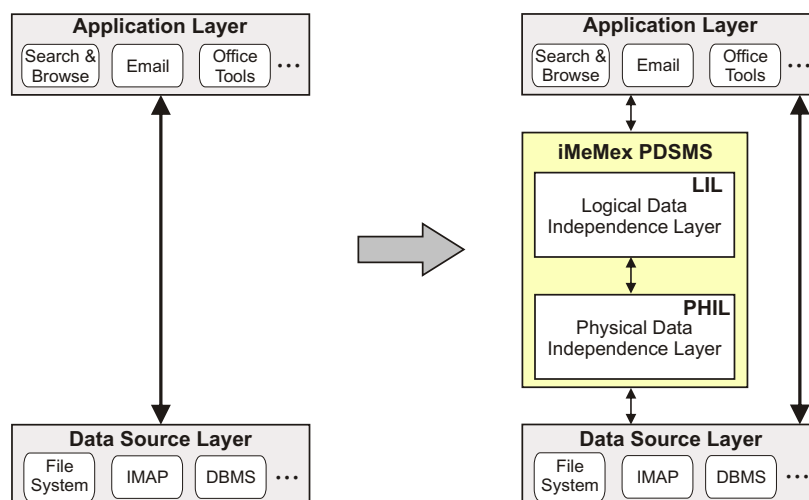 Application Layer
Search &
Browse
Email
Office
Tools
...
Data Source Layer
File
System
IMAP
DBMS
...
Application Layer
Search &
Browse
Email
Office
Tools
...
iMeMex PDSMS
LIL
Logical Data
Independence Layer
PHIL
Physical Data
Independence Layer
Data Source Layer
File
System
IMAP
DBMS
...